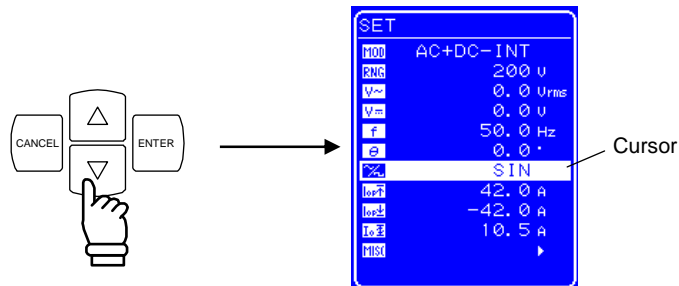 SET
MOD AC+DC-INT
RNG 200 V
V~ 0.0 Vrms
V⎓ 0.0 V
f 50.0 Hz
θ 0.0 °
SIN
42.0 A
-42.0 A
10.5 A
MISC
CANCEL
ENTER
Cursor